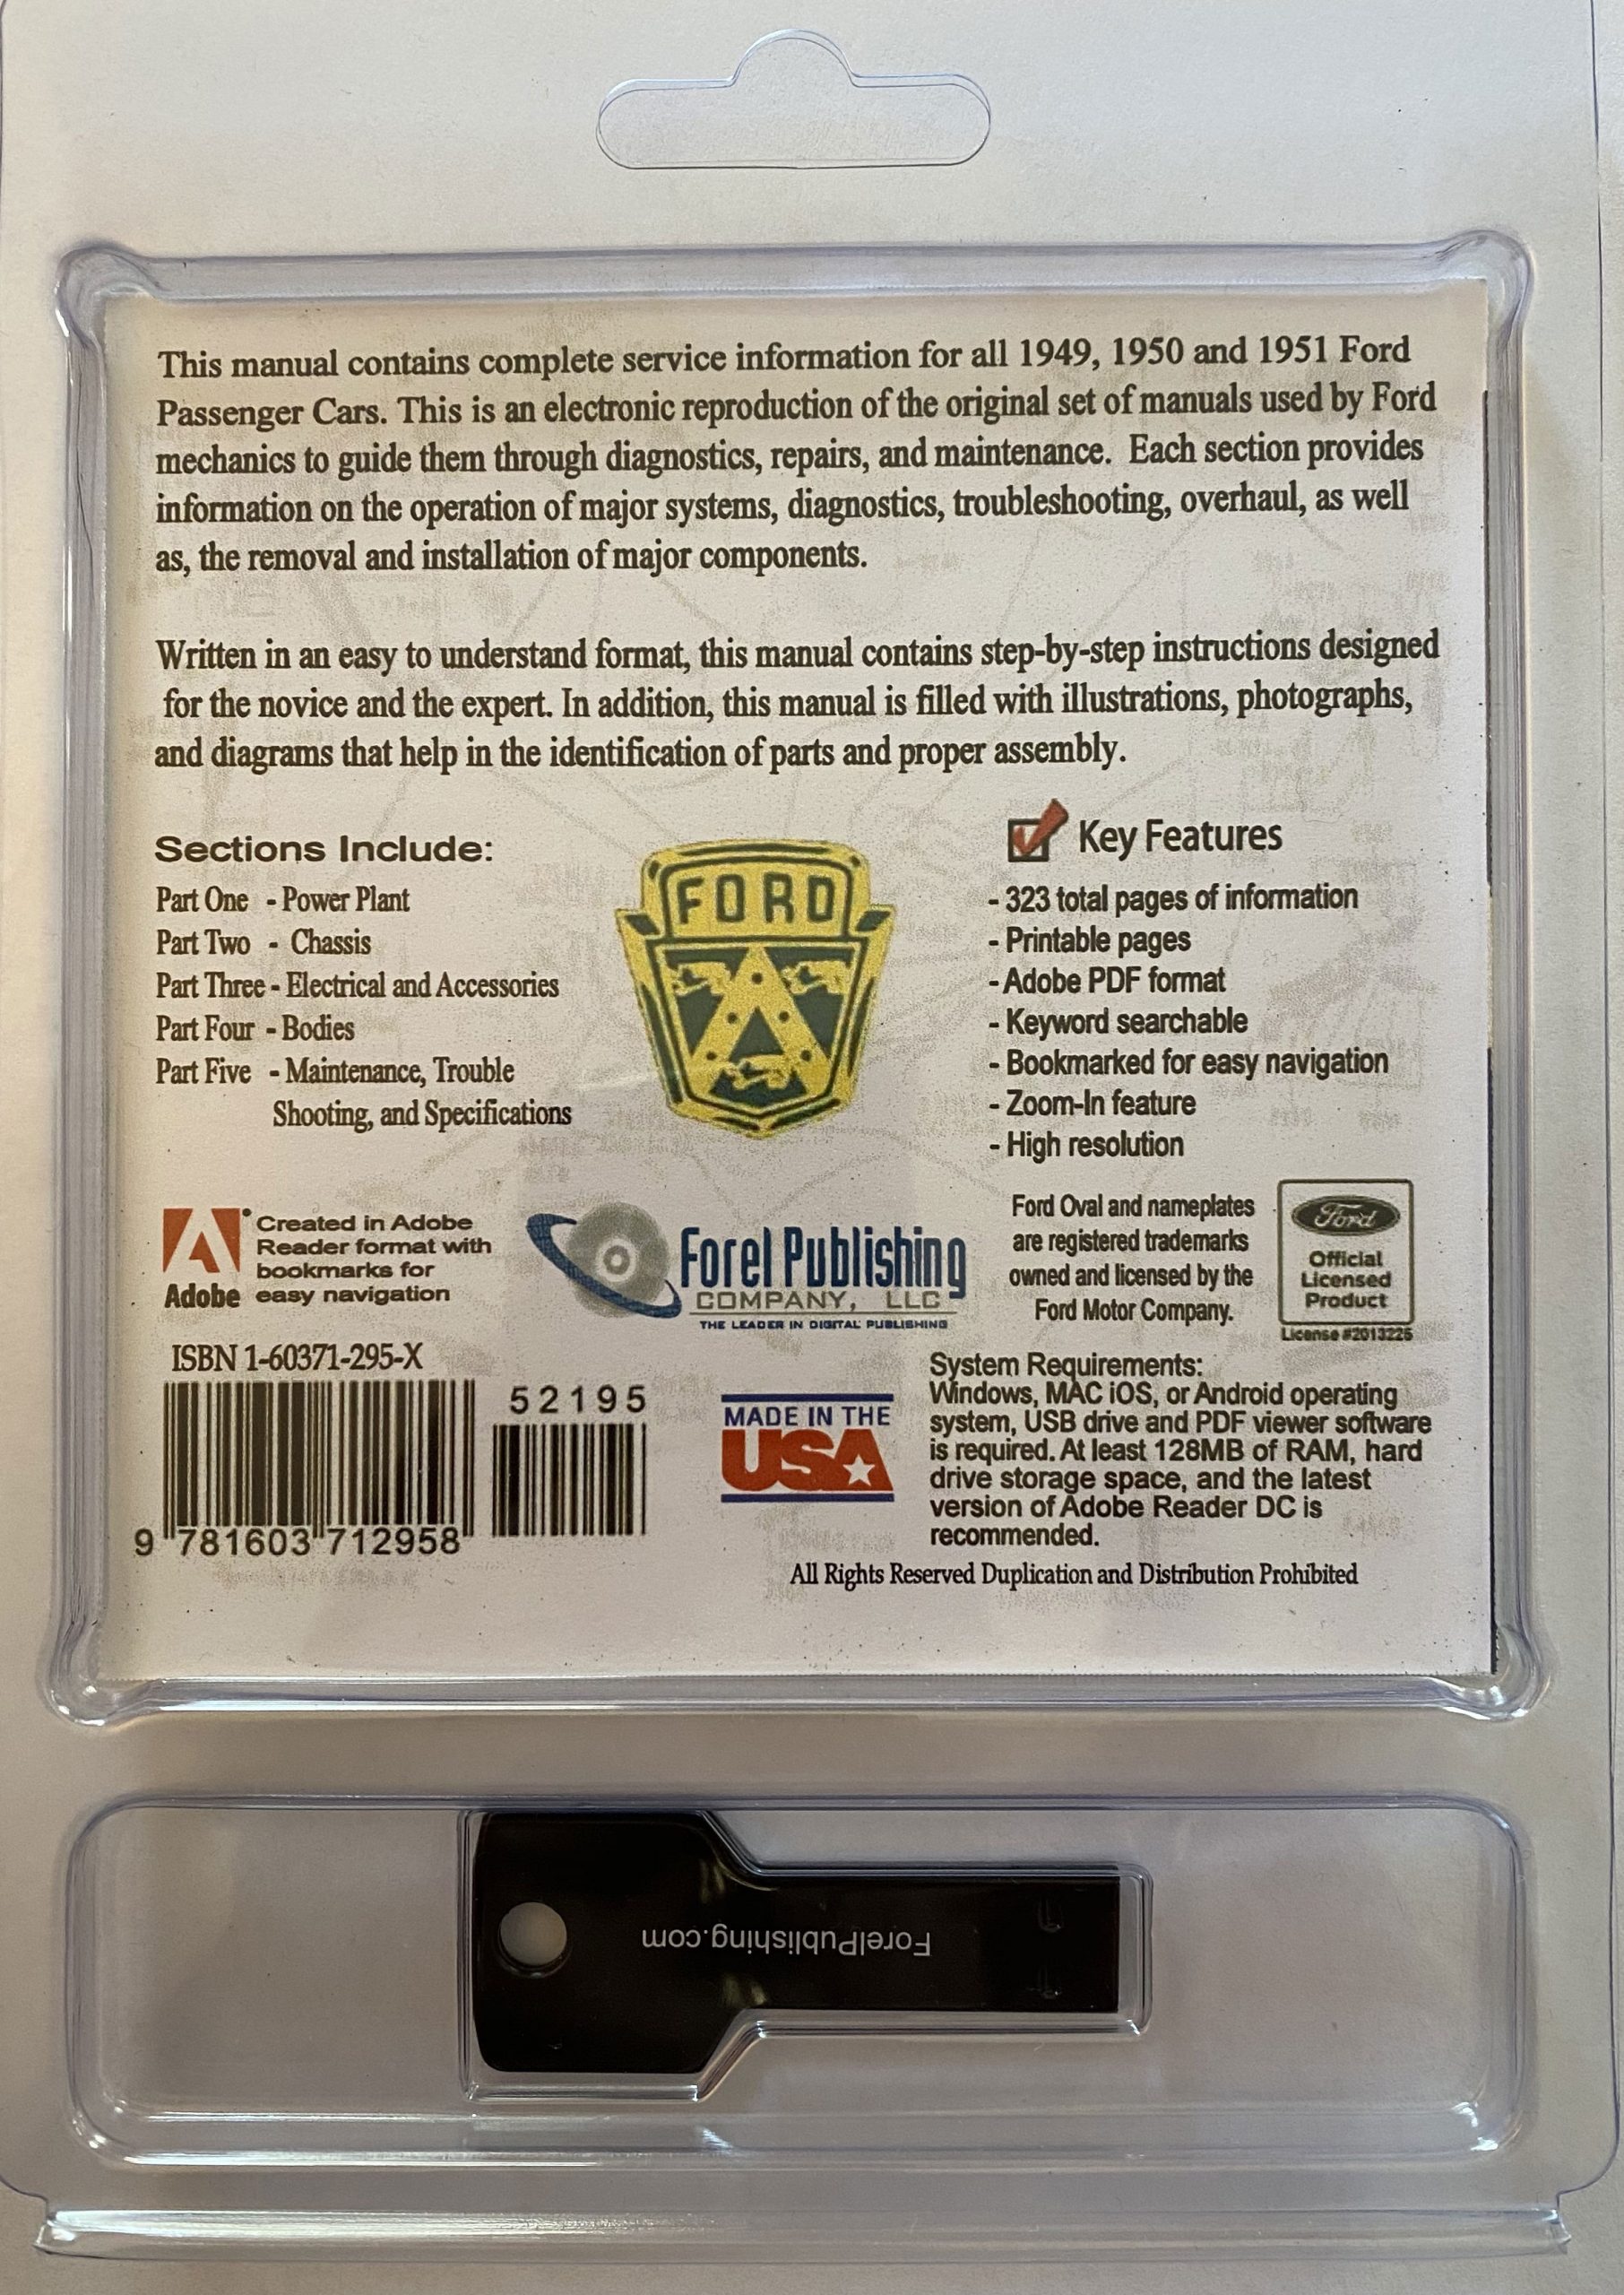 This manual contains complete service information for all 1949, 1950 and 1951 Ford
Passenger Cars. This is an electronic reproduction of the original set of manuals used by Ford
mechanics to guide them through diagnostics, repairs, and maintenance. Each section provides
information on the operation of major systems, diagnostics, troubleshooting, overhaul, as well
as, the removal and installation of major components.
Written in an easy to understand format, this manual contains step-by-step instructions designed
for the novice and the expert. In addition, this manual is filled with illustrations, photographs,
and diagrams that help in the identification of parts and proper assembly.
Sections Include:
Part One - Power Plant
Part Two - Chassis
Part Three - Electrical and Accessories
Part Four - Bodies
Part Five - Maintenance, Trouble
Shooting, and Specifications
FORD
Key Features
- 323 total pages of information
- Printable pages
- Adobe PDF format
- Keyword searchable
- Bookmarked for easy navigation
- Zoom-In feature
- High resolution
Adobe
Created in Adobe
Reader format with
bookmarks for
easy navigation
Forel Publishing
COMPANY, LLC
THE LEADER IN DIGITAL PUBLISHING
Ford Oval and nameplates
are registered trademarks
owned and licensed by the
Ford Motor Company.
Ford
Official
Licensed
Product
License #2013225
ISBN 1-60371-295-X
52195
9 781603 712958
MADE IN THE
USA
System Requirements:
Windows, MAC iOS, or Android operating
system, USB drive and PDF viewer software
is required. At least 128MB of RAM, hard
drive storage space, and the latest
version of Adobe Reader DC is
recommended.
All Rights Reserved Duplication and Distribution Prohibited
ForelPublishing.com